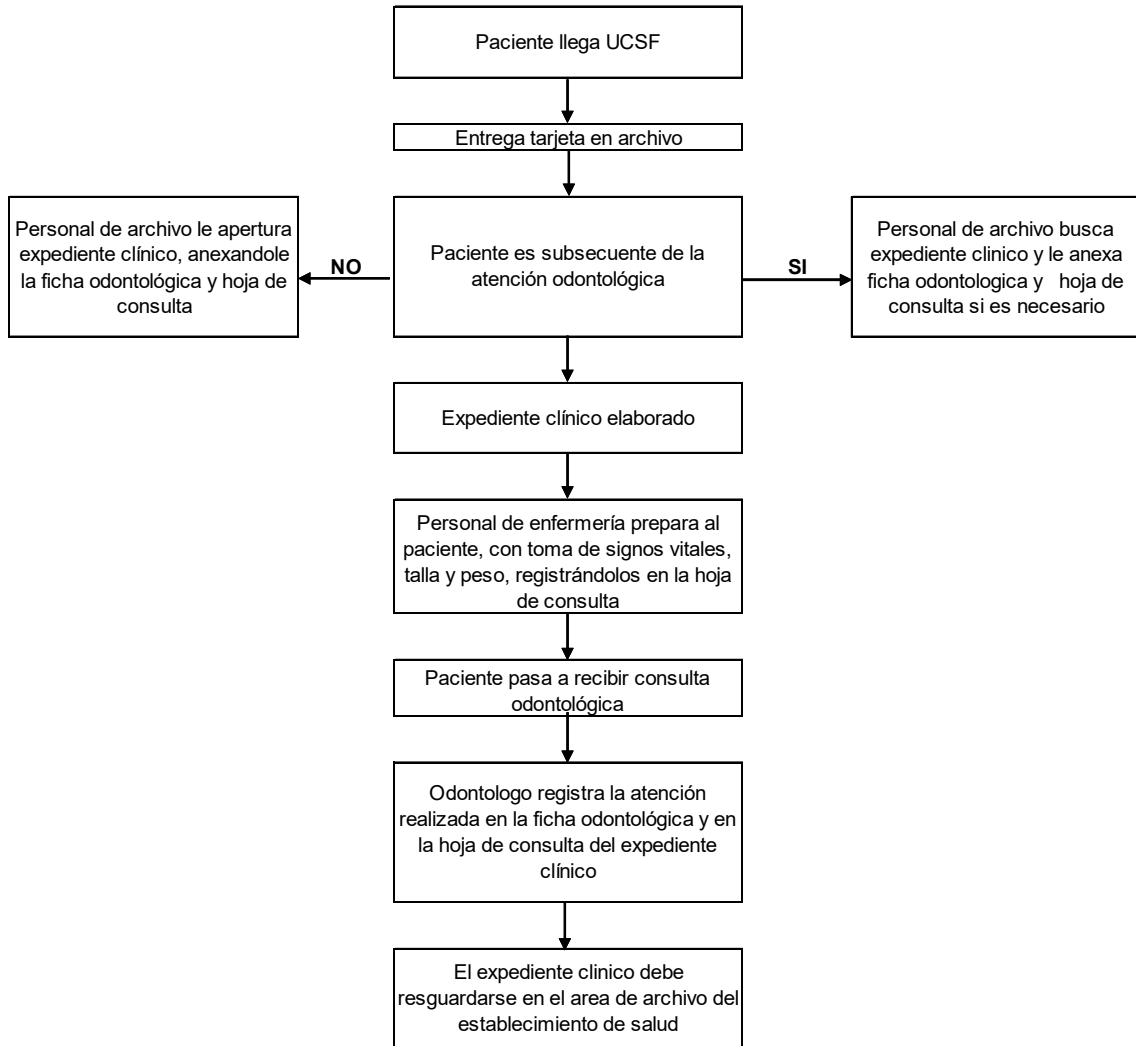 Paciente llega UCSF
Entrega tarjeta en archivo
Personal de archivo le apertura
expediente clínico, anexandole
la ficha odontológica y hoja de
consulta
NO
Paciente es subsecuente de la
atención odontológica
SI
Personal de archivo busca
expediente clinico y le anexa
ficha odontologica y hoja de
consulta si es necesario
Expediente clínico elaborado
Personal de enfermería prepara al
paciente, con toma de signos vitales,
talla y peso, registrándolos en la hoja
de consulta
Paciente pasa a recibir consulta
odontológica
Odontologo registra la atención
realizada en la ficha odontológica y en
la hoja de consulta del expediente
clínico
El expediente clinico debe
resguardarse en el area de archivo del
establecimiento de salud